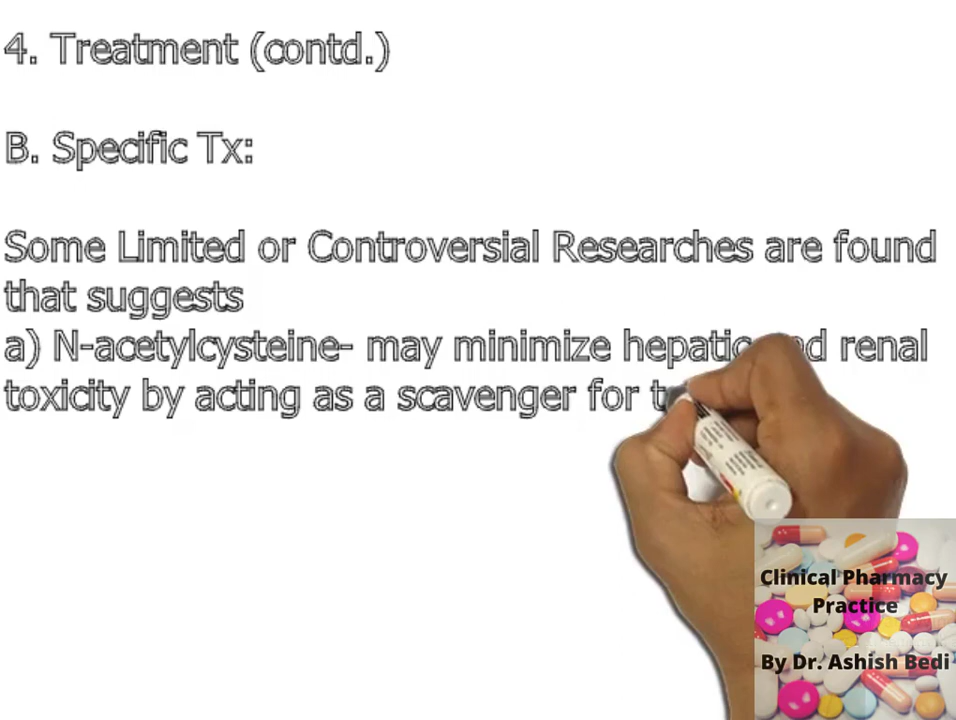 4. Treatment (contd.)
B. Specific Tx:
Some Limited or Controversial Researches are found
that suggests
a) N-acetylcysteine- may minimize hepatic and renal
toxicity by acting as a scavenger for
Clinical Pharmacy
Practice
By Dr. Ashish Bedi